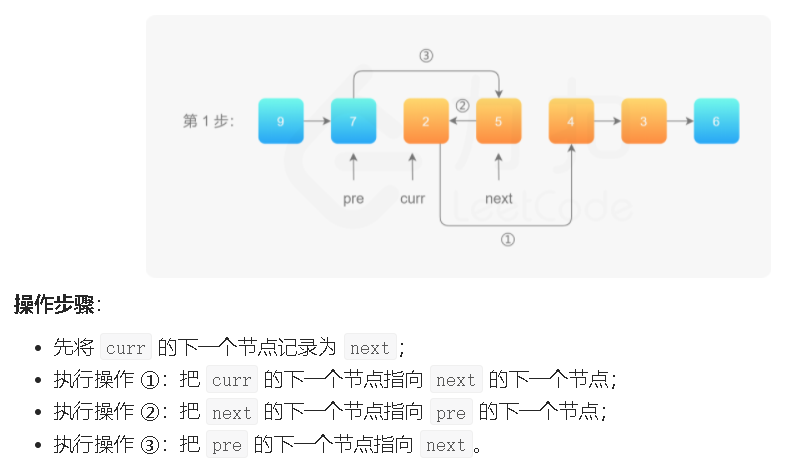 ③
②
第 1 步： 9 7 2 5 4 3 6
pre curr next
LeetCode
①
操作步骤：
• 先将 curr 的下一个节点记录为 next；
• 执行操作 ①：把 curr 的下一个节点指向 next 的下一个节点；
• 执行操作 ②：把 next 的下一个节点指向 pre 的下一个节点；
• 执行操作 ③：把 pre 的下一个节点指向 next。